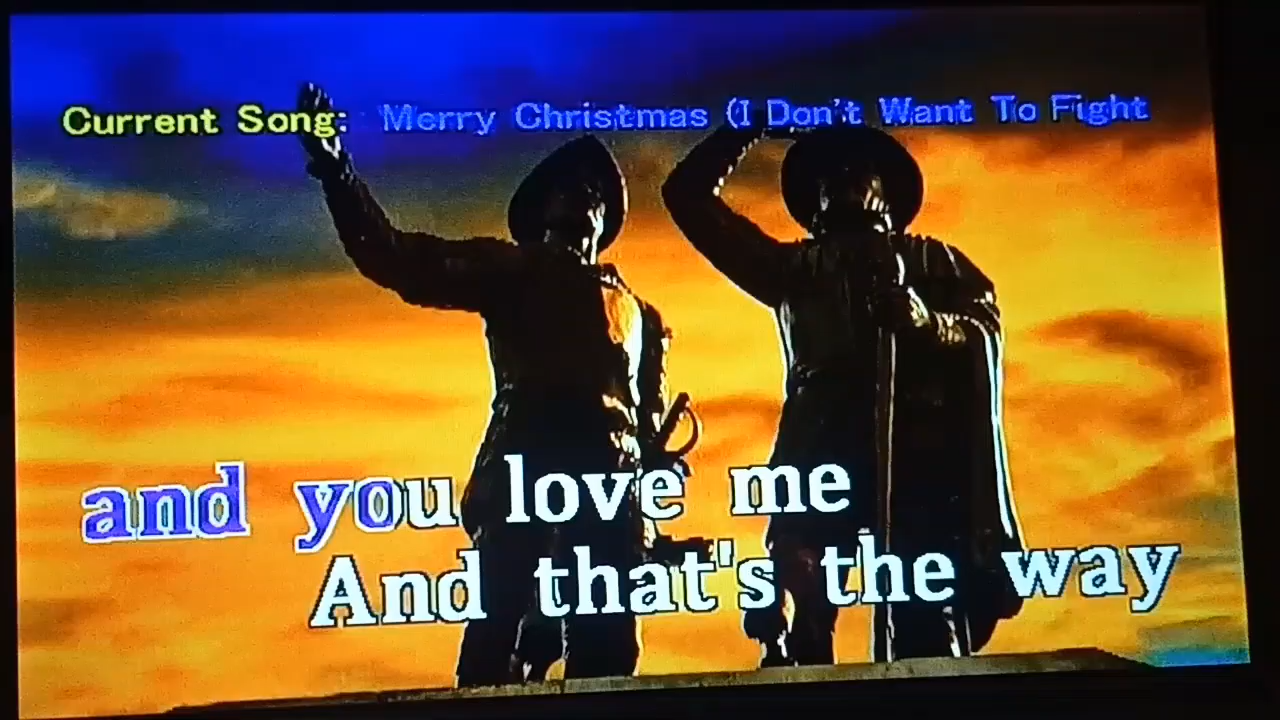 Current Song: Merry Christmas (I Don't Want To Fight
and you love me
And that's the way